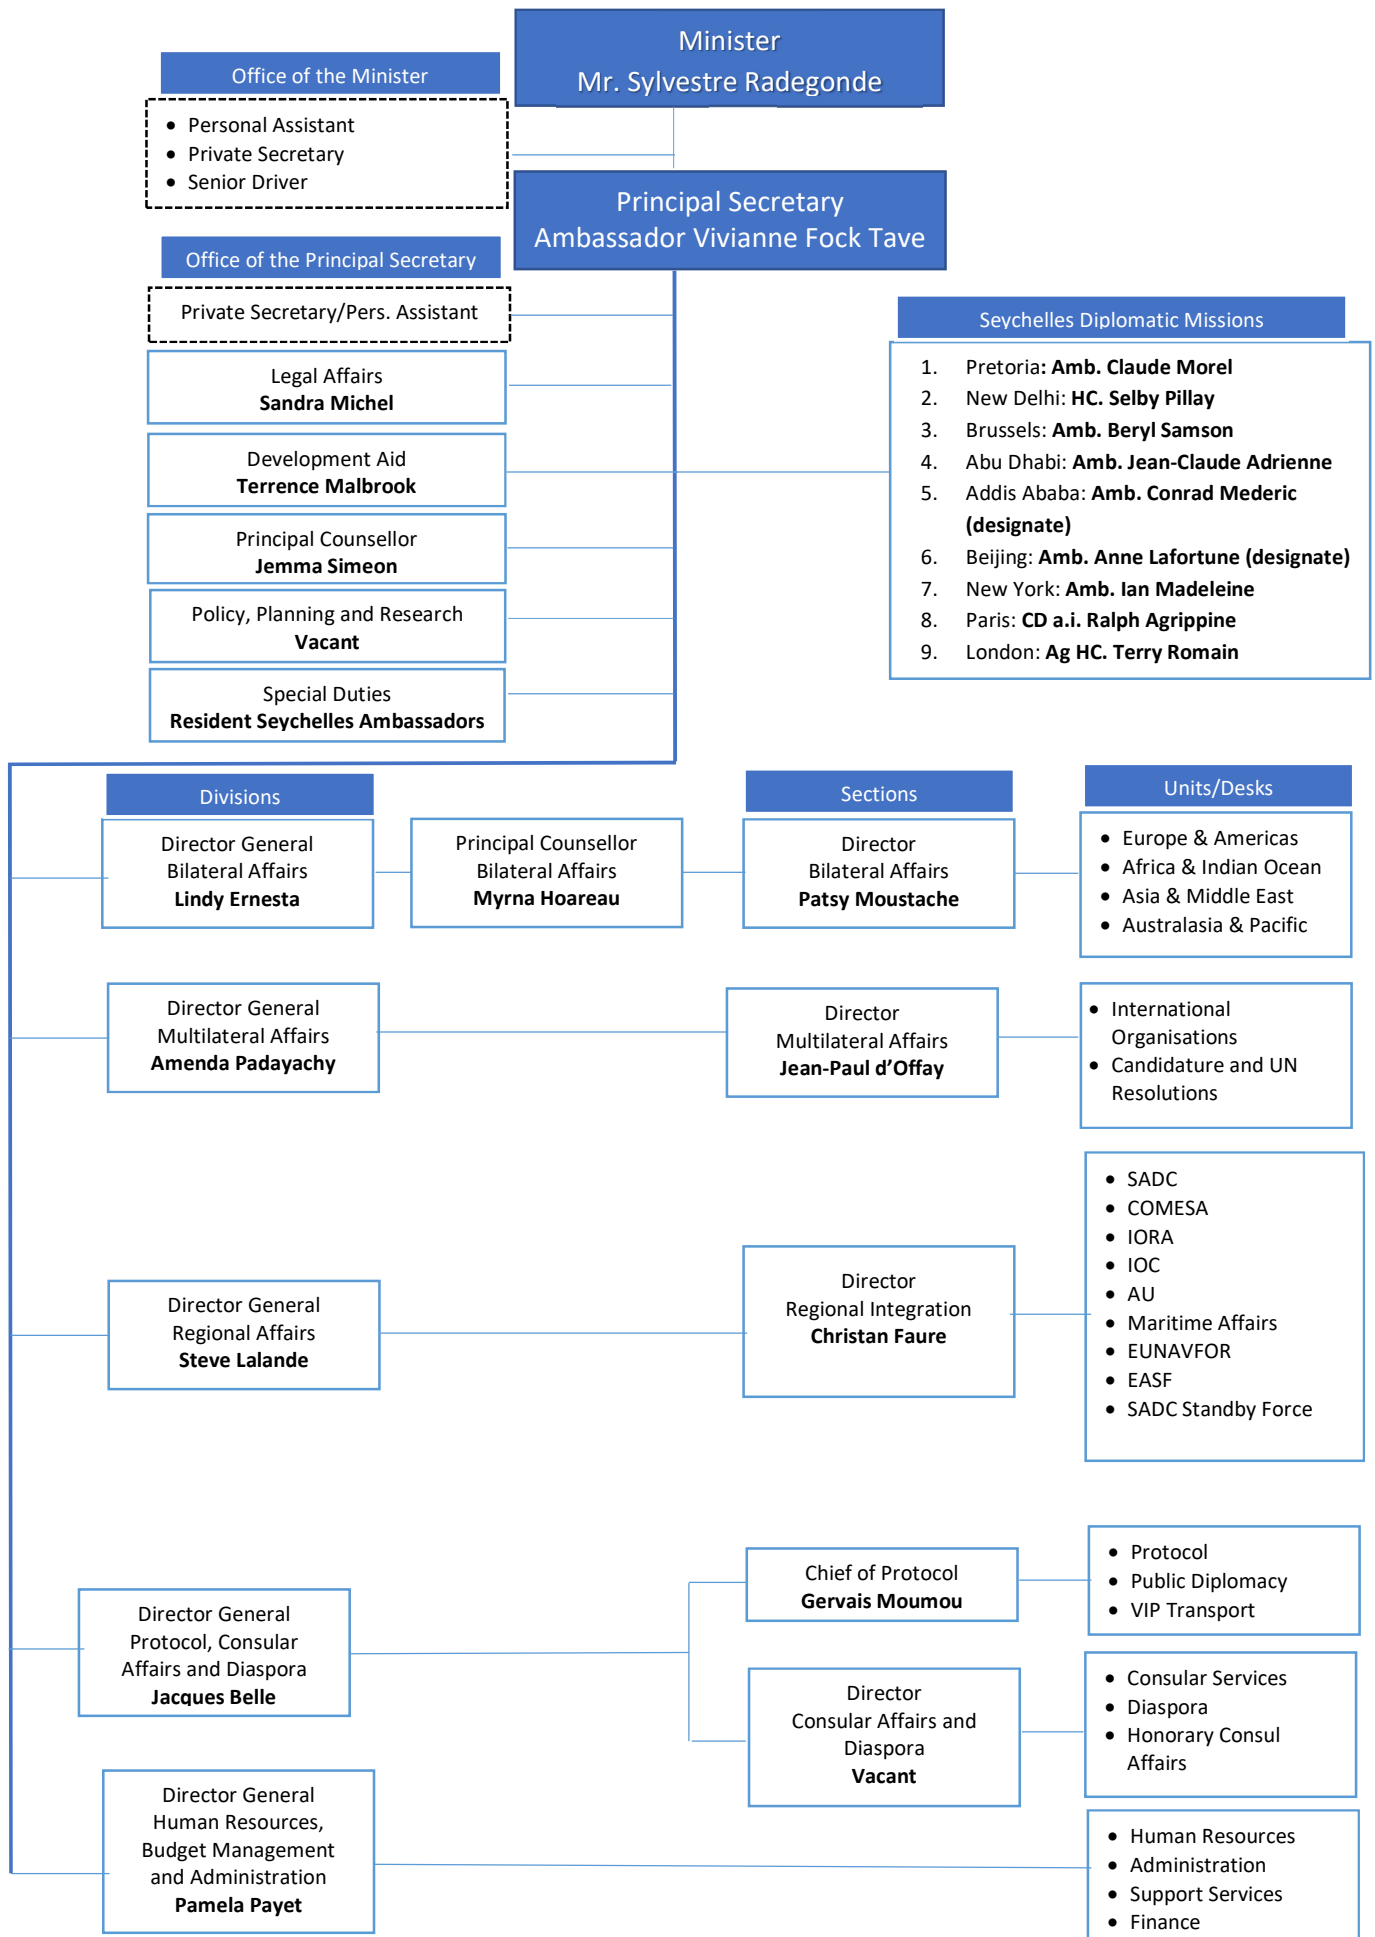 Minister
Mr. Sylvestre Radegonde
Office of the Minister
• Personal Assistant
• Private Secretary
• Senior Driver
Principal Secretary
Ambassador Vivianne Fock Tave
Office of the Principal Secretary
Private Secretary/Pers. Assistant
Legal Affairs
Sandra Michel
Development Aid
Terrence Malbrook
Principal Counsellor
Jemma Simeon
Policy, Planning and Research
Vacant
Special Duties
Resident Seychelles Ambassadors
Seychelles Diplomatic Missions
1. Pretoria: Amb. Claude Morel
2. New Delhi: HC. Selby Pillay
3. Brussels: Amb. Beryl Samson
4. Abu Dhabi: Amb. Jean-Claude Adrienne
5. Addis Ababa: Amb. Conrad Mederic
(designate)
6. Beijing: Amb. Anne Lafortune (designate)
7. New York: Amb. Ian Madeleine
8. Paris: CD a.i. Ralph Agrippine
9. London: Ag HC. Terry Romain
Divisions
Sections
Units/Desks
Director General
Bilateral Affairs
Lindy Ernesta
Principal Counsellor
Bilateral Affairs
Myrna Hoareau
Director
Bilateral Affairs
Patsy Moustache
• Europe & Americas
• Africa & Indian Ocean
• Asia & Middle East
• Australasia & Pacific
Director General
Multilateral Affairs
Amenda Padayachy
Director
Multilateral Affairs
Jean-Paul d’Offay
• International
Organisations
• Candidature and UN
Resolutions
Director General
Regional Affairs
Steve Lalande
Director
Regional Integration
Christan Faure
• SADC
• COMESA
• IORA
• IOC
• AU
• Maritime Affairs
• EUNAVFOR
• EASF
• SADC Standby Force
Director General
Protocol, Consular
Affairs and Diaspora
Jacques Belle
Chief of Protocol
Gervais Moumou
• Protocol
• Public Diplomacy
• VIP Transport
Director
Consular Affairs and
Diaspora
Vacant
• Consular Services
• Diaspora
• Honorary Consul
Affairs
Director General
Human Resources,
Budget Management
and Administration
Pamela Payet
• Human Resources
• Administration
• Support Services
• Finance